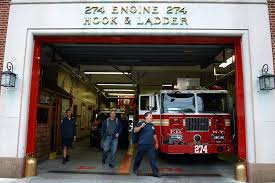 274 ENGINE 274
HOOK & LADDER
F.D.
N.Y.
274